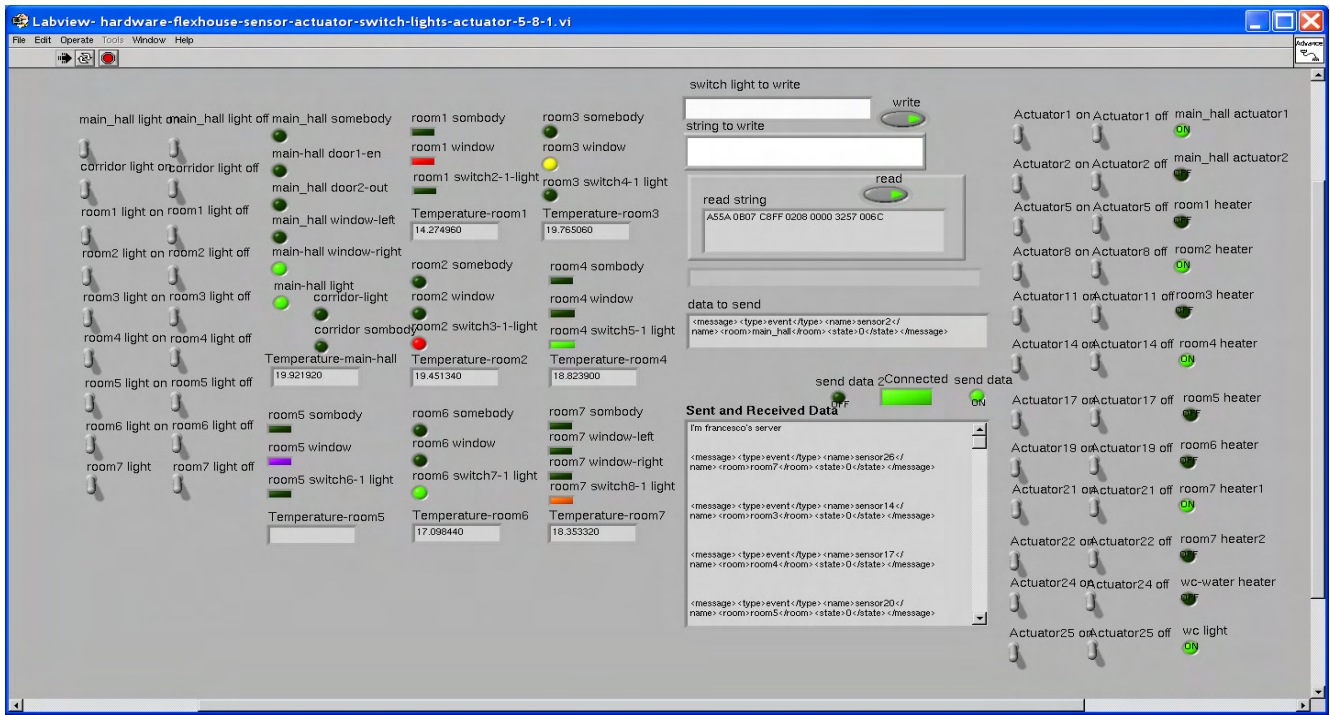 Labview- hardware-flexhouse-sensor-actuator-switch-lights-actuator-5-8-1.vi
File Edit Operate Tools Window Help
Advance
main_hall light on
main_hall light off
corridor light on
corridor light off
room1 light on
room1 light off
room2 light on
room2 light off
room3 light on
room3 light off
room4 light on
room4 light off
room5 light on
room5 light off
room6 light on
room6 light off
room7 light
room7 light off
main_hall somebody
main-hall door1-en
main_hall door2-out
main_hall window-left
main-hall window-right
main-hall light
corridor-light
corridor sombody
Temperature-main-hall
19.921920
room5 sombody
room5 window
room5 switch6-1 light
Temperature-room5
room1 sombody
room1 window
room1 switch2-1-light
Temperature-room1
14.274960
room2 somebody
room2 window
room2 switch3-1-light
Temperature-room2
19.451340
room6 somebody
room6 window
room6 switch7-1 light
Temperature-room6
17.098440
room3 somebody
room3 window
room3 switch4-1 light
Temperature-room3
19.765060
room4 sombody
room4 window
room4 switch5-1 light
Temperature-room4
18.823900
room7 sombody
room7 window-left
room7 window-right
room7 switch8-1 light
Temperature-room7
18.353320
switch light to write
write
string to write
read
read string
A55A 0B07 C8FF 0208 0000 3257 006C
data to send
<message> <type>event</type> <name>sensor2</
name> <room>main_hall</room> <state>0</state> </message>
send data 2
OFF
Connected
send data
ON
Sent and Received Data
I'm francesco's server
<message> <type>event</type> <name>sensor26</
name> <room>room7</room> <state>0</state> </message>
<message> <type>event</type> <name>sensor14</
name> <room>room3</room> <state>0</state> </message>
<message> <type>event</type> <name>sensor17</
name> <room>room4</room> <state>0</state> </message>
<message> <type>event</type> <name>sensor20</
name> <room>room5</room> <state>0</state> </message>
Actuator1 on
Actuator1 off
main_hall actuator1
ON
Actuator2 on
Actuator2 off
main_hall actuator2
OFF
Actuator5 on
Actuator5 off
room1 heater
OFF
Actuator8 on
Actuator8 off
room2 heater
ON
Actuator11 on
Actuator11 off
room3 heater
OFF
Actuator14 on
Actuator14 off
room4 heater
ON
Actuator17 on
Actuator17 off
room5 heater
OFF
Actuator19 on
Actuator19 off
room6 heater
OFF
Actuator21 on
Actuator21 off
room7 heater1
ON
Actuator22 on
Actuator22 off
room7 heater2
OFF
Actuator24 on
Actuator24 off
wc-water heater
OFF
Actuator25 on
Actuator25 off
wc light
ON